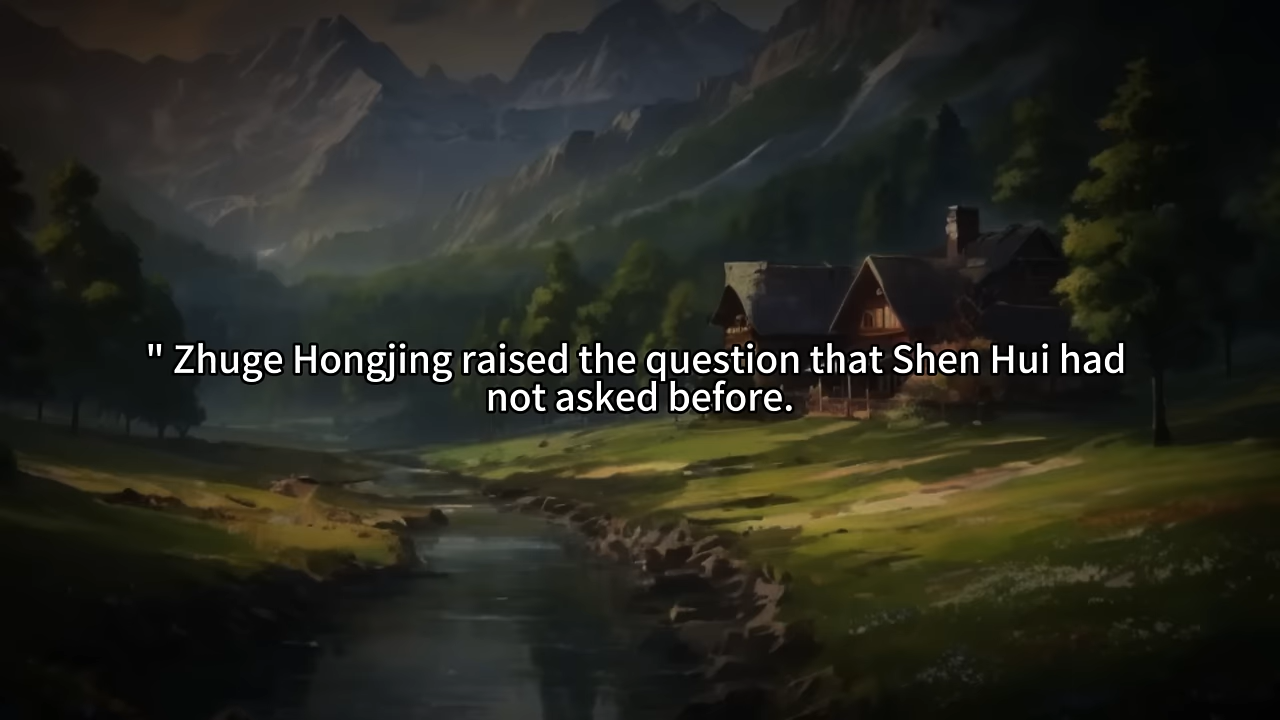 " Zhuge Hongjing raised the question that Shen Hui had
not asked before.